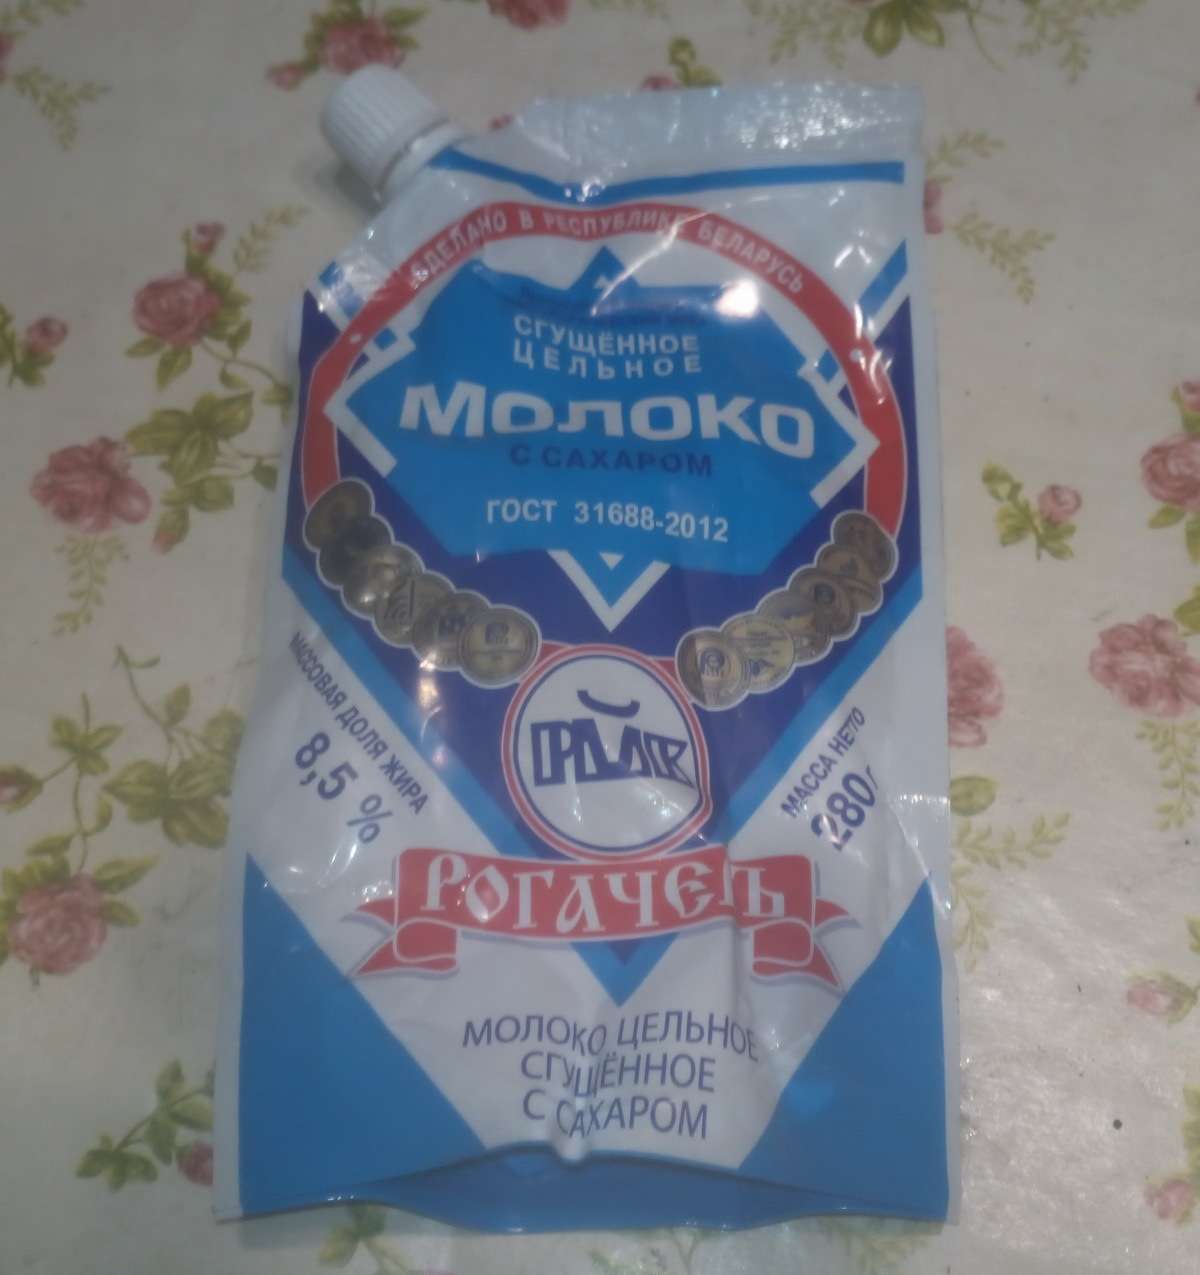 СДЕЛАНО В РЕСПУБЛИКЕ БЕЛАРУСЬ
СГУЩЁННОЕ
ЦЕЛЬНОЕ
МОЛОКО
С САХАРОМ
ГОСТ 31688-2012
МАССОВАЯ ДОЛЯ ЖИРА
8,5 %
МАССА НЕТТО
280г
РОГАЧЕВЪ
МОЛОКО ЦЕЛЬНОЕ
СГУЩЁННОЕ
С САХАРОМ